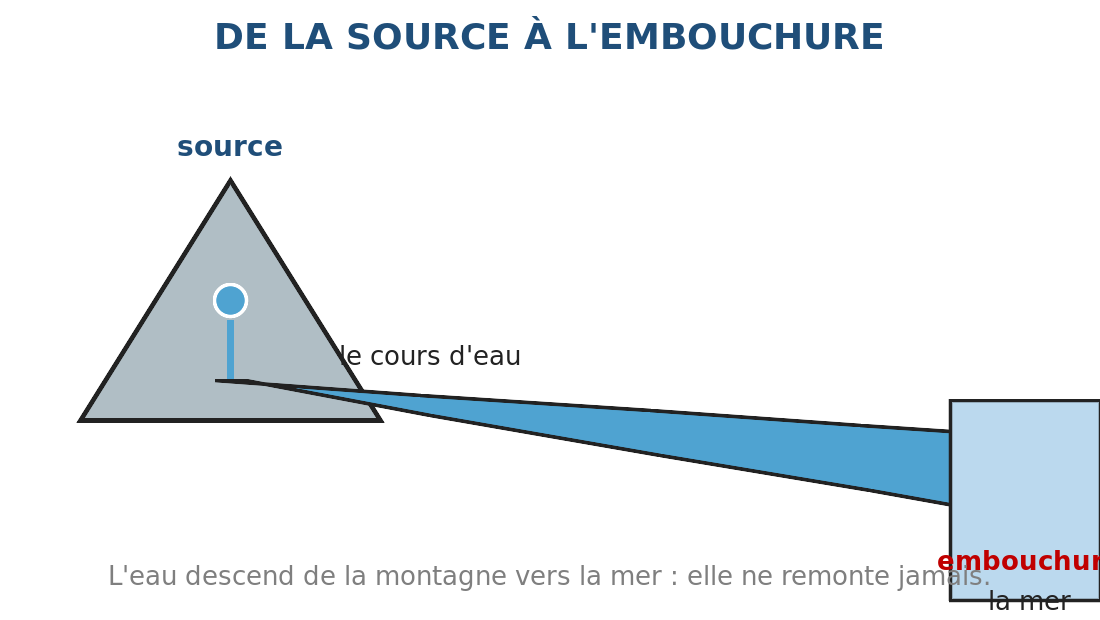 DE LA SOURCE À L'EMBOUCHURE
source
le cours d'eau
embouchur
L'eau descend de la montagne vers la mer : elle ne remonte jamais.
la mer